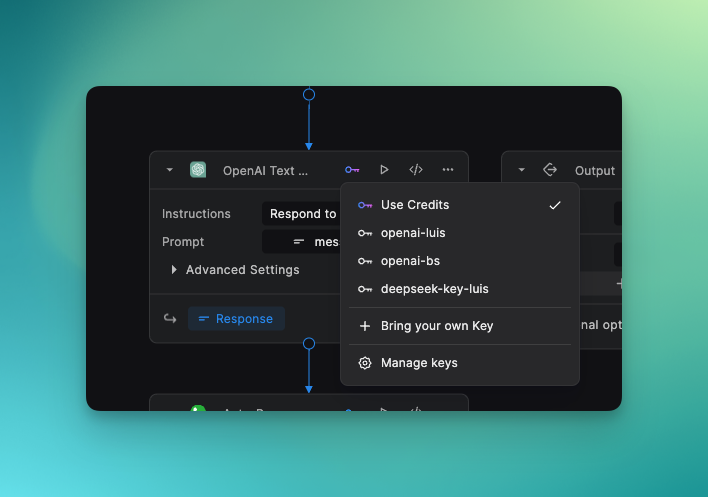 OpenAI Text ...
Output
Instructions
Respond to
Prompt
mes
Advanced Settings
Response
Use Credits
openai-luis
openai-bs
deepseek-key-luis
Bring your own Key
nal opt
Manage keys